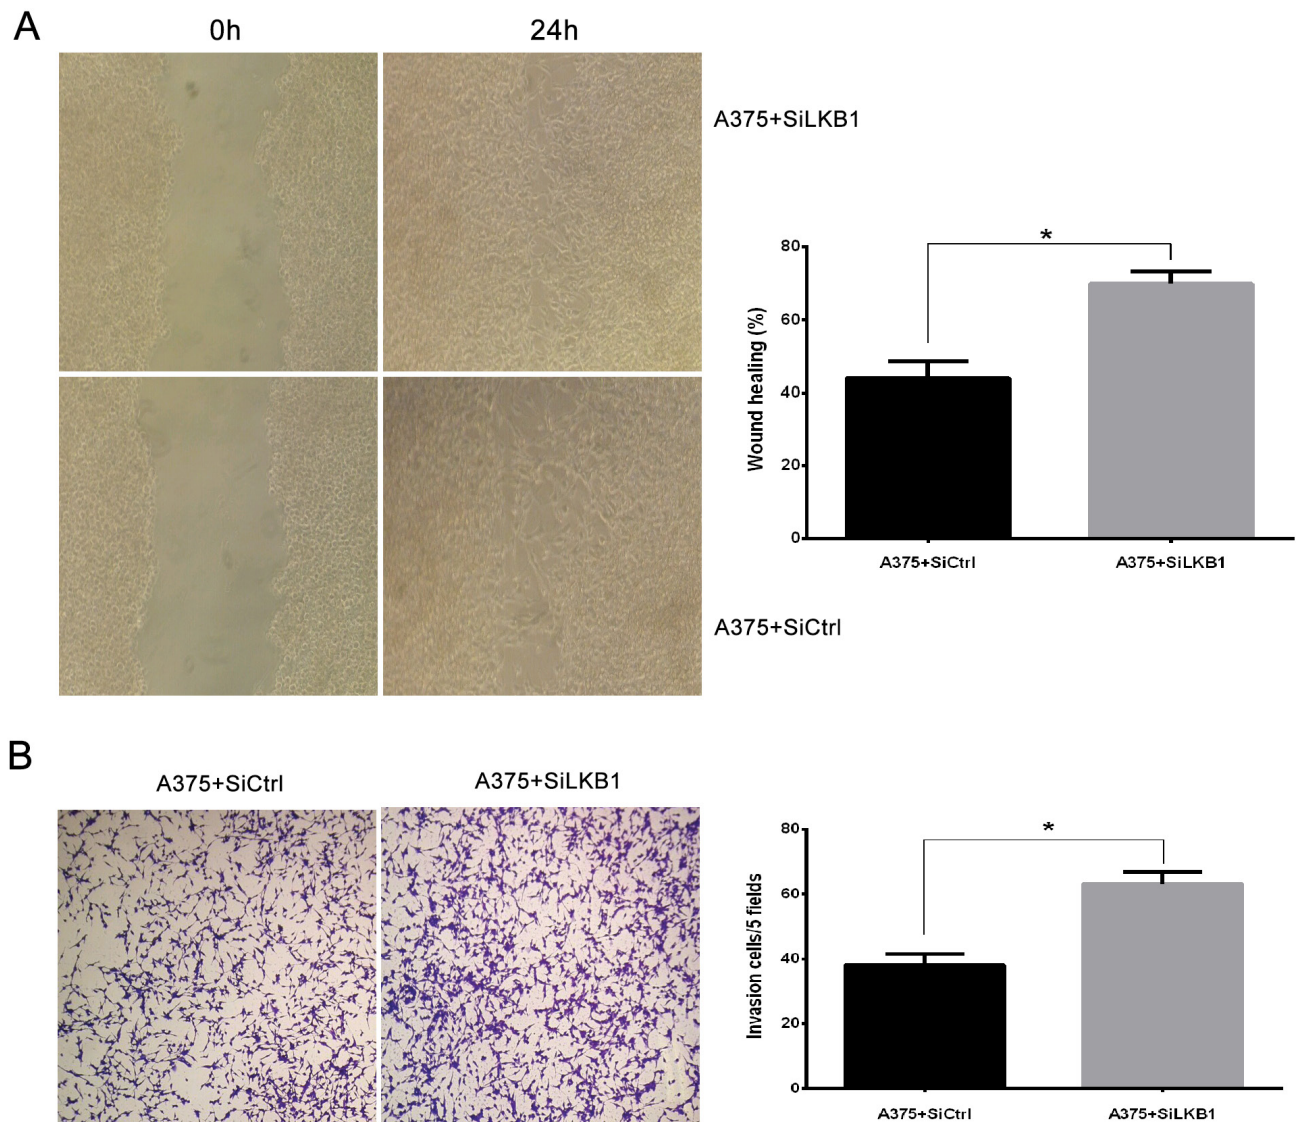 A
0h
24h
A375+SiLKB1
A375+SiCtrl
*
80
60
40
20
0
Wound healing (%)
A375+SiCtrl
A375+SiLKB1
B
A375+SiCtrl
A375+SiLKB1
*
80
60
40
20
0
Invasion cells/5 fields
A375+SiCtrl
A375+SiLKB1